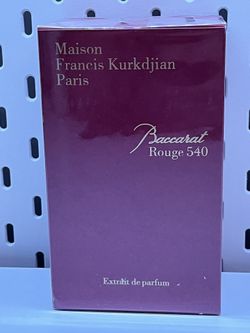 Maison
Francis Kurkdjian
Paris
Baccarat
Rouge 540
Extrait de parfum